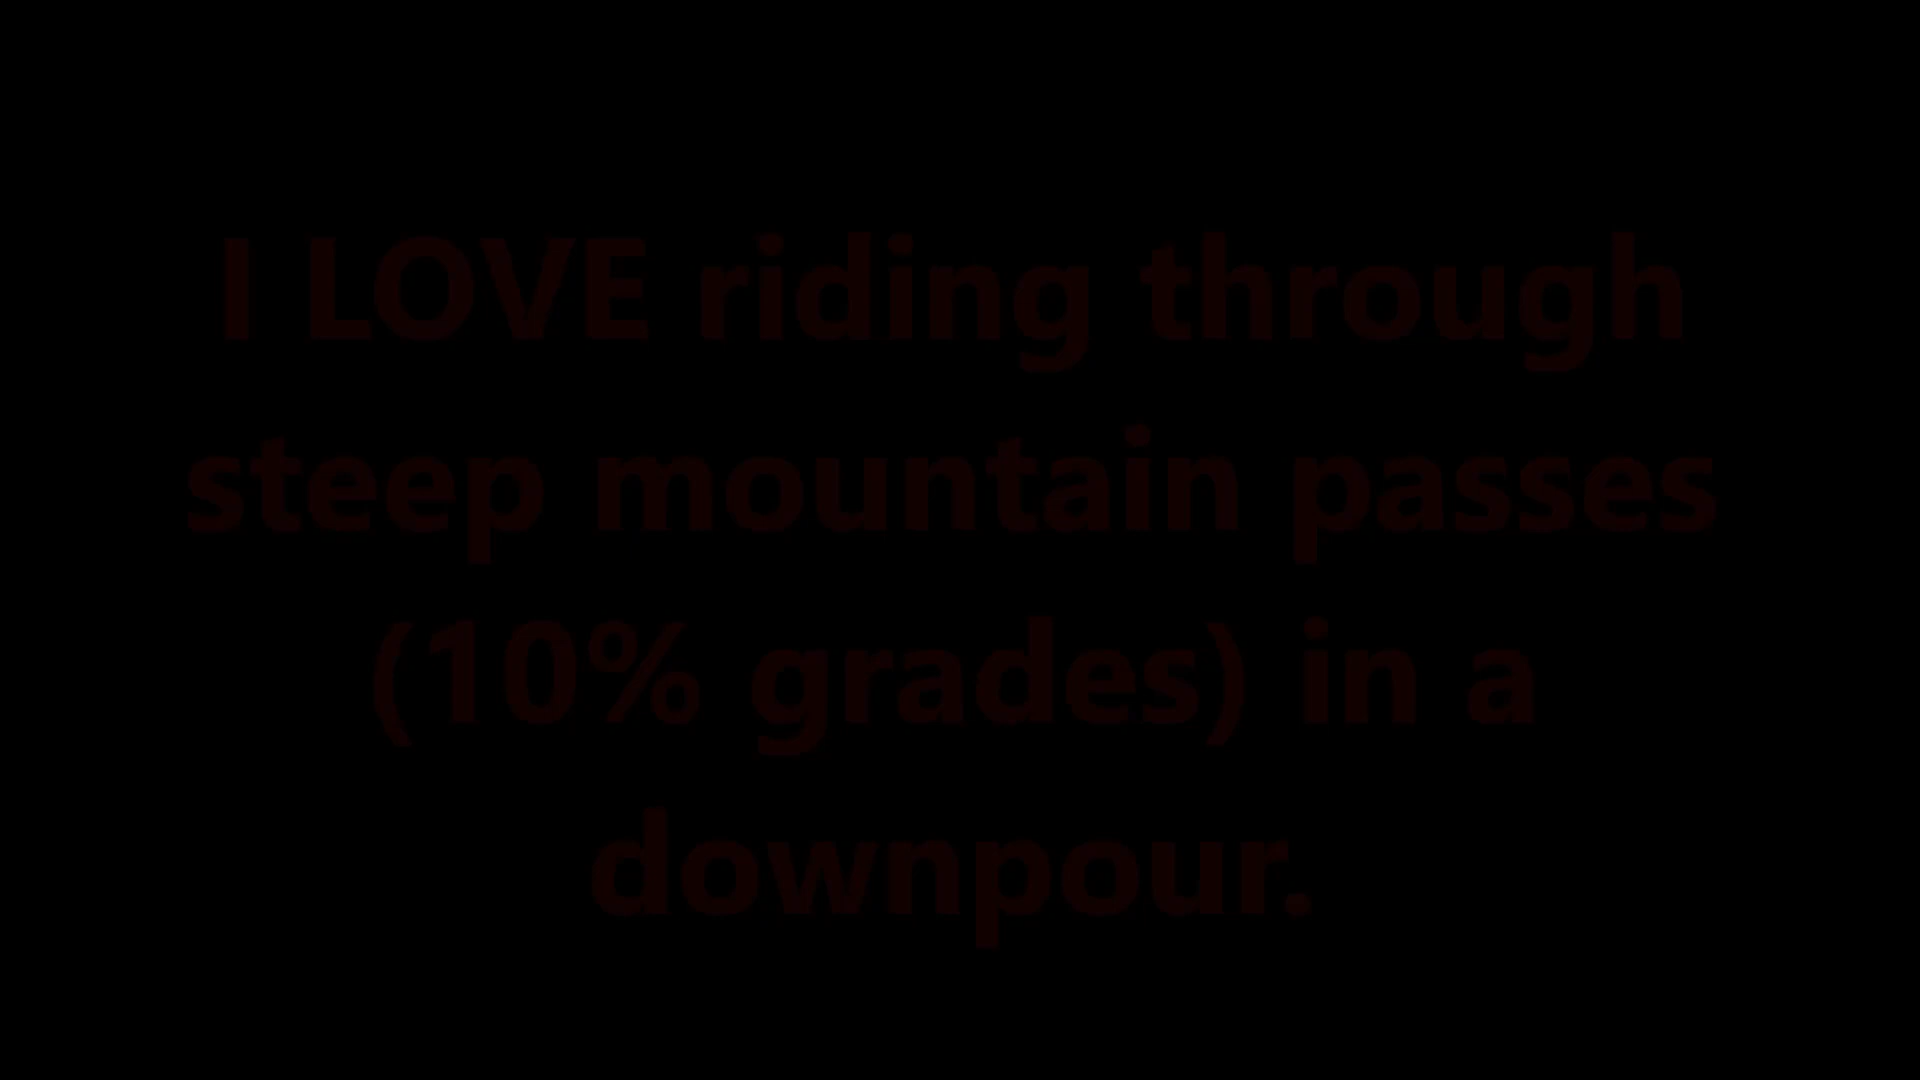 I LOVE riding through
steep mountain passes
(10% grades) in a
downpour.